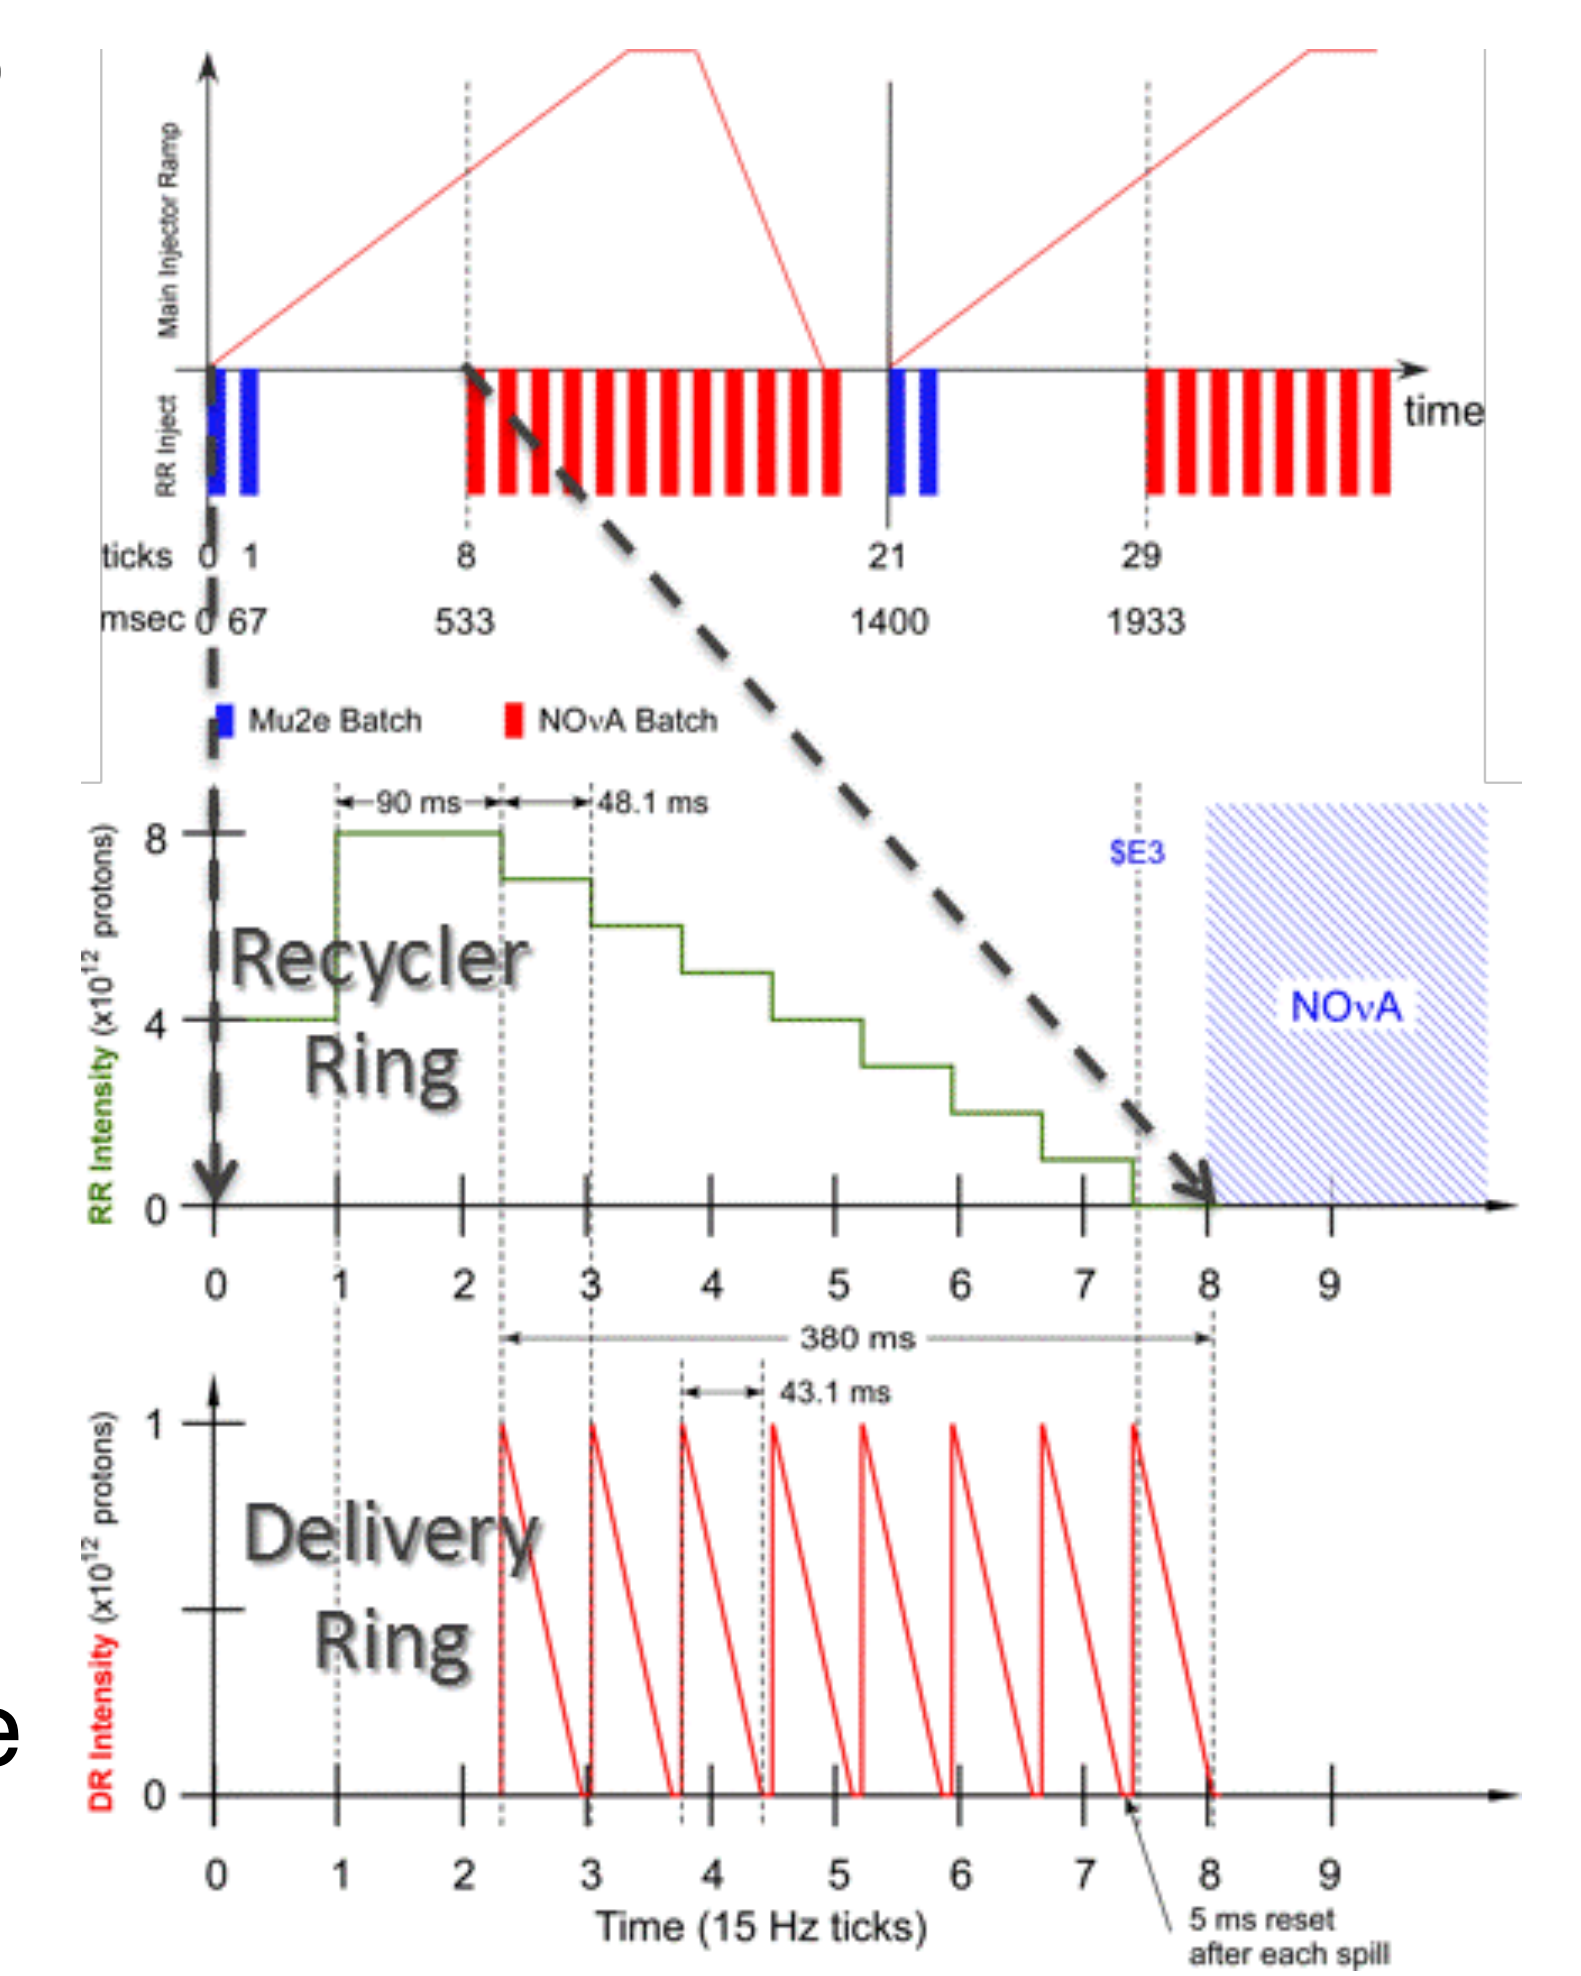 Main Injector Ramp
RR Inject
time
ticks 0 1 8 21 29
msec 0 67 533 1400 1933
Mu2e Batch NOνA Batch
90 ms 48.1 ms
$E3
RR Intensity (x10¹² protons)
8
4
0
Recycler
Ring
NOνA
0 1 2 3 4 5 6 7 8 9
380 ms
43.1 ms
DR Intensity (x10¹² protons)
1
0
Delivery
Ring
e
0 1 2 3 4 5 6 7 8 9
Time (15 Hz ticks)
5 ms reset
after each spill